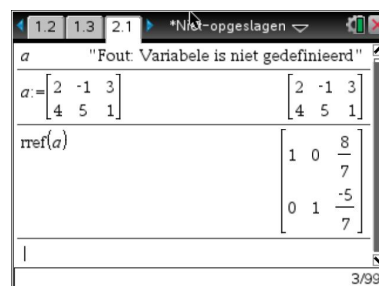 1.2 1.3 2.1 *Niet-opgeslagen
a "Fout: Variabele is niet gedefinieerd"
a:=[2 -1 3 [2 -1 3
4 5 1] 4 5 1]
rref(a) [1 0 8/7
0 1 -5/7]
3/99